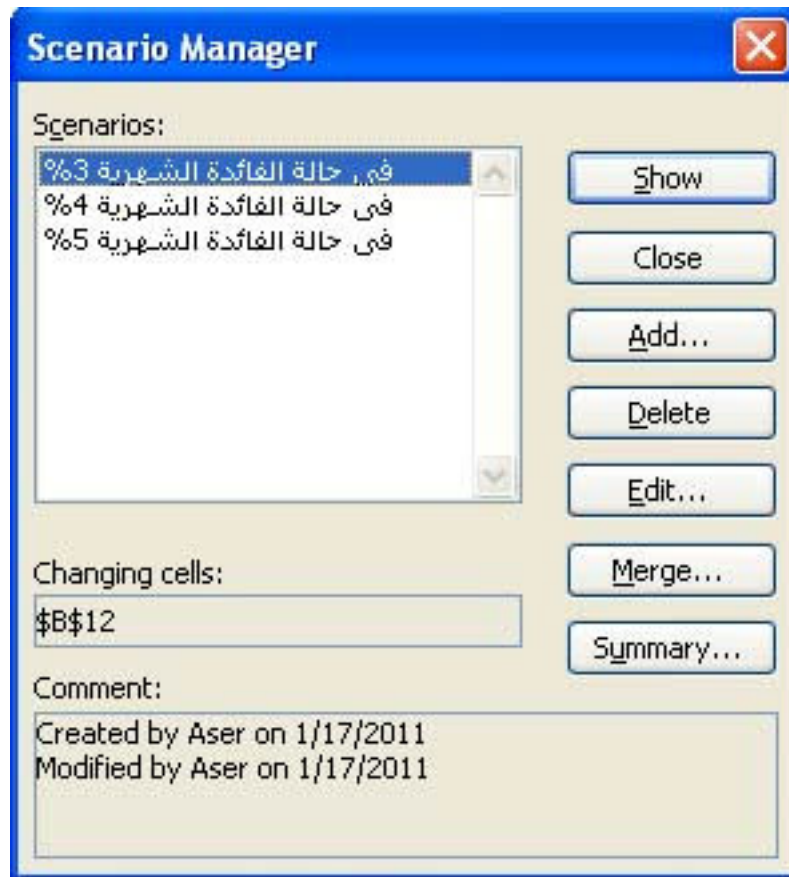 Scenario Manager
Scenarios:
فى حالة الفائدة الشهرية 3%
فى حالة الفائدة الشهرية 4%
فى حالة الفائدة الشهرية 5%
Show
Close
Add...
Delete
Edit...
Merge...
Summary...
Changing cells:
$B$12
Comment:
Created by Aser on 1/17/2011
Modified by Aser on 1/17/2011